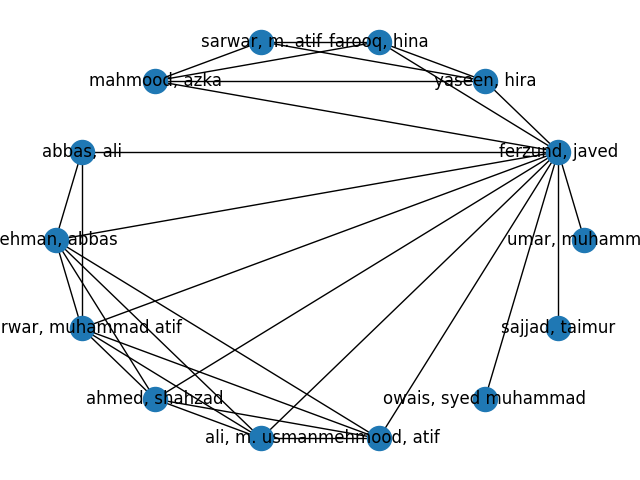 sarwar, m. atif
farooq, hina
mahmood, azka
yaseen, hira
abbas, ali
ferzund, javed
ehman, abbas
umar, muhamm
rwar, muhammad atif
sajjad, taimur
ahmed, shahzad
owais, syed muhammad
ali, m. usman
mehmood, atif